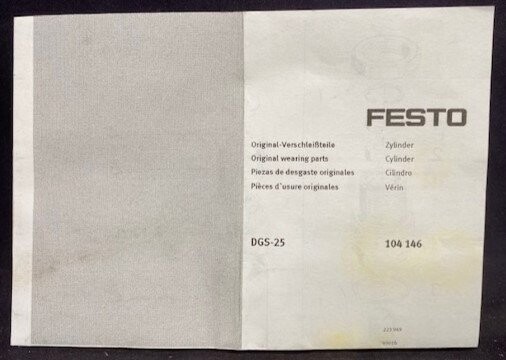 FESTO
Original-Verschleißteile Zylinder
Original wearing parts Cylinder
Piezas de desgaste originales Cilindro
Pièces d'usure originales Vérin
DGS-25 104 146